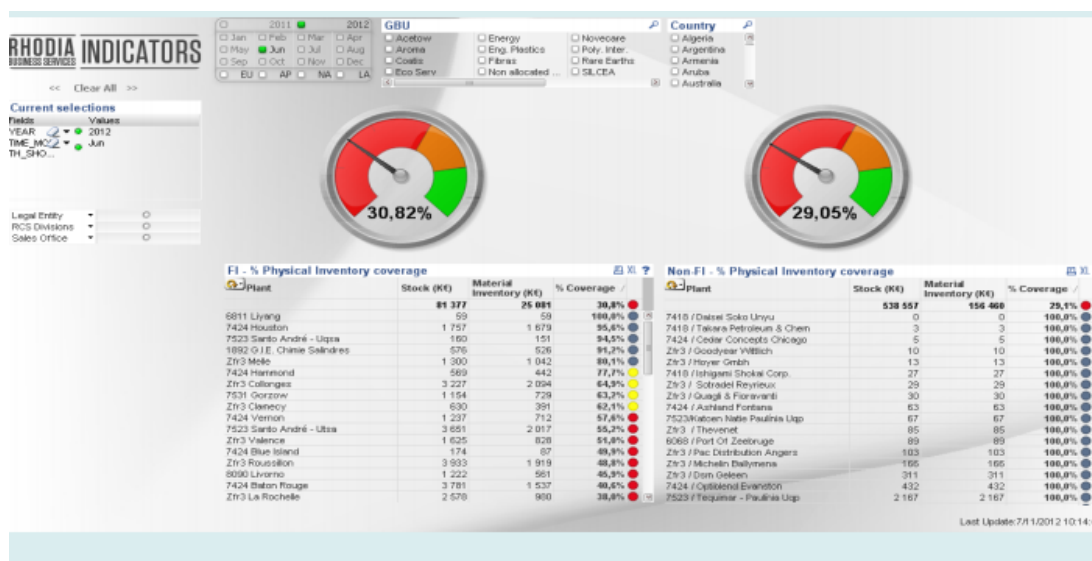 RHODIA INDICATORS
BUSINESS SERVICES
<< Clear All >>
Current selections
Fields Values
YEAR 2012
TIME_MO... Jun
TH_SHO...
Legal Entity
RCS Divisions
Sales Office
2011 2012
Jan Feb Mar Apr
May Jun Jul Aug
Sep Oct Nov Dec
EU AP NA LA
GBU
Acetow Energy Novecare
Aroma Eng. Plastics Poly. Inter.
Coatis Fibras Rare Earths
Eco Serv Non allocated ... SILCEA
Country
Algeria
Argentina
Armenia
Aruba
Australia
30,82%
29,05%
FI - % Physical Inventory coverage XL ?
Plant Stock (K€) Material Inventory (K€) % Coverage
81 377 25 081 30,8%
6811 Liyang 59 59 100,0%
7424 Houston 1 757 1 679 95,6%
7523 Santo André - Uqsa 160 151 94,5%
1892 G.I.E. Chimie Salindres 576 526 91,2%
Zfr3 Melle 1 300 1 042 80,1%
7424 Hammond 569 442 77,7%
Zfr3 Collonges 3 227 2 094 64,9%
7531 Gorzow 1 154 729 63,2%
Zfr3 Clamecy 630 391 62,1%
7424 Vernon 1 237 712 57,6%
7523 Santo André - Utsa 3 651 2 017 55,2%
Zfr3 Valence 1 625 828 51,0%
7424 Blue Island 174 87 49,9%
Zfr3 Roussillon 3 933 1 919 48,8%
8090 Livorno 1 222 561 45,9%
7424 Baton Rouge 3 781 1 537 40,6%
Zfr3 La Rochelle 2 578 980 38,0%
Non-FI - % Physical Inventory coverage XL
Plant Stock (K€) Material Inventory (K€) % Coverage
538 557 156 460 29,1%
7418 / Daisei Soko Unyu 0 0 100,0%
7418 / Takara Petroleum & Chem 3 3 100,0%
7424 / Cedar Concepts Chicago 5 5 100,0%
Zfr3 / Goodyear Wittlich 10 10 100,0%
Zfr3 / Hoyer Gmbh 13 13 100,0%
7418 / Ishigami Shokai Corp. 27 27 100,0%
Zfr3 / Sotradel Reyrieux 29 29 100,0%
Zfr3 / Quagli & Fioravanti 30 30 100,0%
7424 / Ashland Fontana 63 63 100,0%
7523/Katoen Natie Paulinia Uqp 67 67 100,0%
Zfr3 / Thevenet 85 85 100,0%
6068 / Port Of Zeebruge 89 89 100,0%
Zfr3 / Pac Distribution Angers 103 103 100,0%
Zfr3 / Michelin Ballymena 166 166 100,0%
Zfr3 / Dsm Geleen 311 311 100,0%
7424 / Optiblend Evanston 432 432 100,0%
7523 / Tequimar - Paulinia Uqp 2 167 2 167 100,0%
Last Update:7/11/2012 10:14: